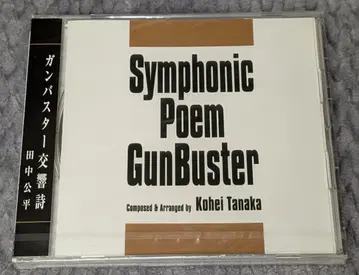 ガンバスター交響詩
田中公平
Symphonic
Poem
GunBuster
Composed & Arranged by Kohei Tanaka